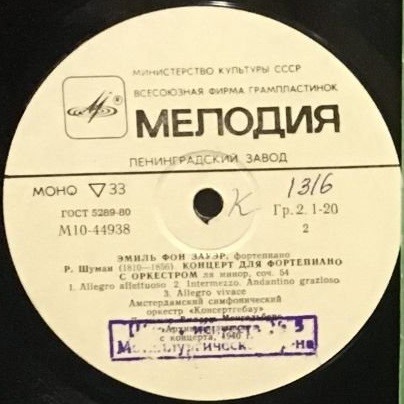 МИНИСТЕРСТВО КУЛЬТУРЫ СССР
ВСЕСОЮЗНАЯ ФИРМА ГРАМПЛАСТИНОК
МЕЛОДИЯ
ЛЕНИНГРАДСКИЙ ЗАВОД
МОНО ▽33
К 1316
ГОСТ 5289-80
Гр. 2. 1-20
М10-44938
2
ЭМИЛЬ ФОН ЗАУЭР, фортепиано
Р. Шуман (1810—1856). КОНЦЕРТ ДЛЯ ФОРТЕПИАНО
С ОРКЕСТРОМ ля минор, соч. 54
1. Allegro affettuoso 2. Intermezzo. Andantino grazioso
3. Allegro vivace
Амстердамский симфонический
оркестр «Консертгебау»
с концерта, 1940 г.